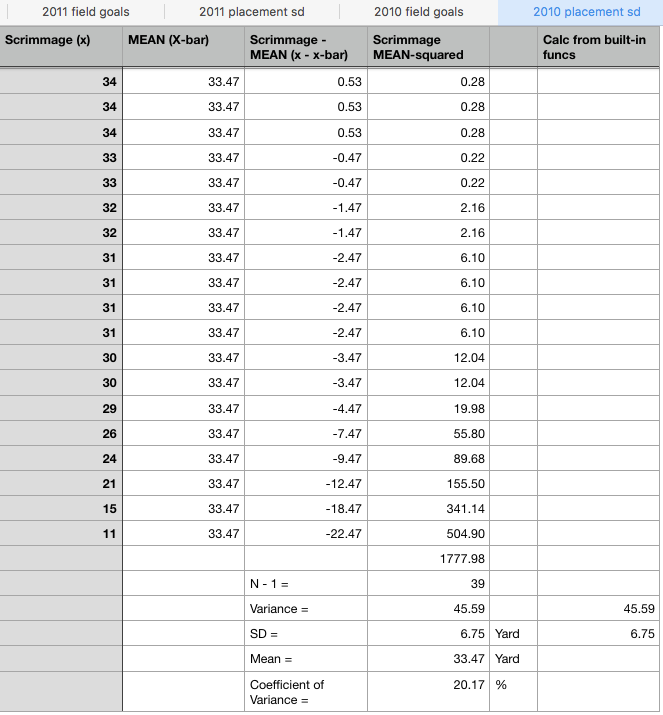 2011 field goals 2011 placement sd 2010 field goals 2010 placement sd
Scrimmage (x) MEAN (X-bar) Scrimmage - Scrimmage Calc from built-in
MEAN (x - x-bar) MEAN-squared funcs
34 33.47 0.53 0.28
34 33.47 0.53 0.28
34 33.47 0.53 0.28
33 33.47 -0.47 0.22
33 33.47 -0.47 0.22
32 33.47 -1.47 2.16
32 33.47 -1.47 2.16
31 33.47 -2.47 6.10
31 33.47 -2.47 6.10
31 33.47 -2.47 6.10
31 33.47 -2.47 6.10
30 33.47 -3.47 12.04
30 33.47 -3.47 12.04
29 33.47 -4.47 19.98
26 33.47 -7.47 55.80
24 33.47 -9.47 89.68
21 33.47 -12.47 155.50
15 33.47 -18.47 341.14
11 33.47 -22.47 504.90
1777.98
N - 1 = 39
Variance = 45.59 45.59
SD = 6.75 Yard 6.75
Mean = 33.47 Yard
Coefficient of 20.17 %
Variance =